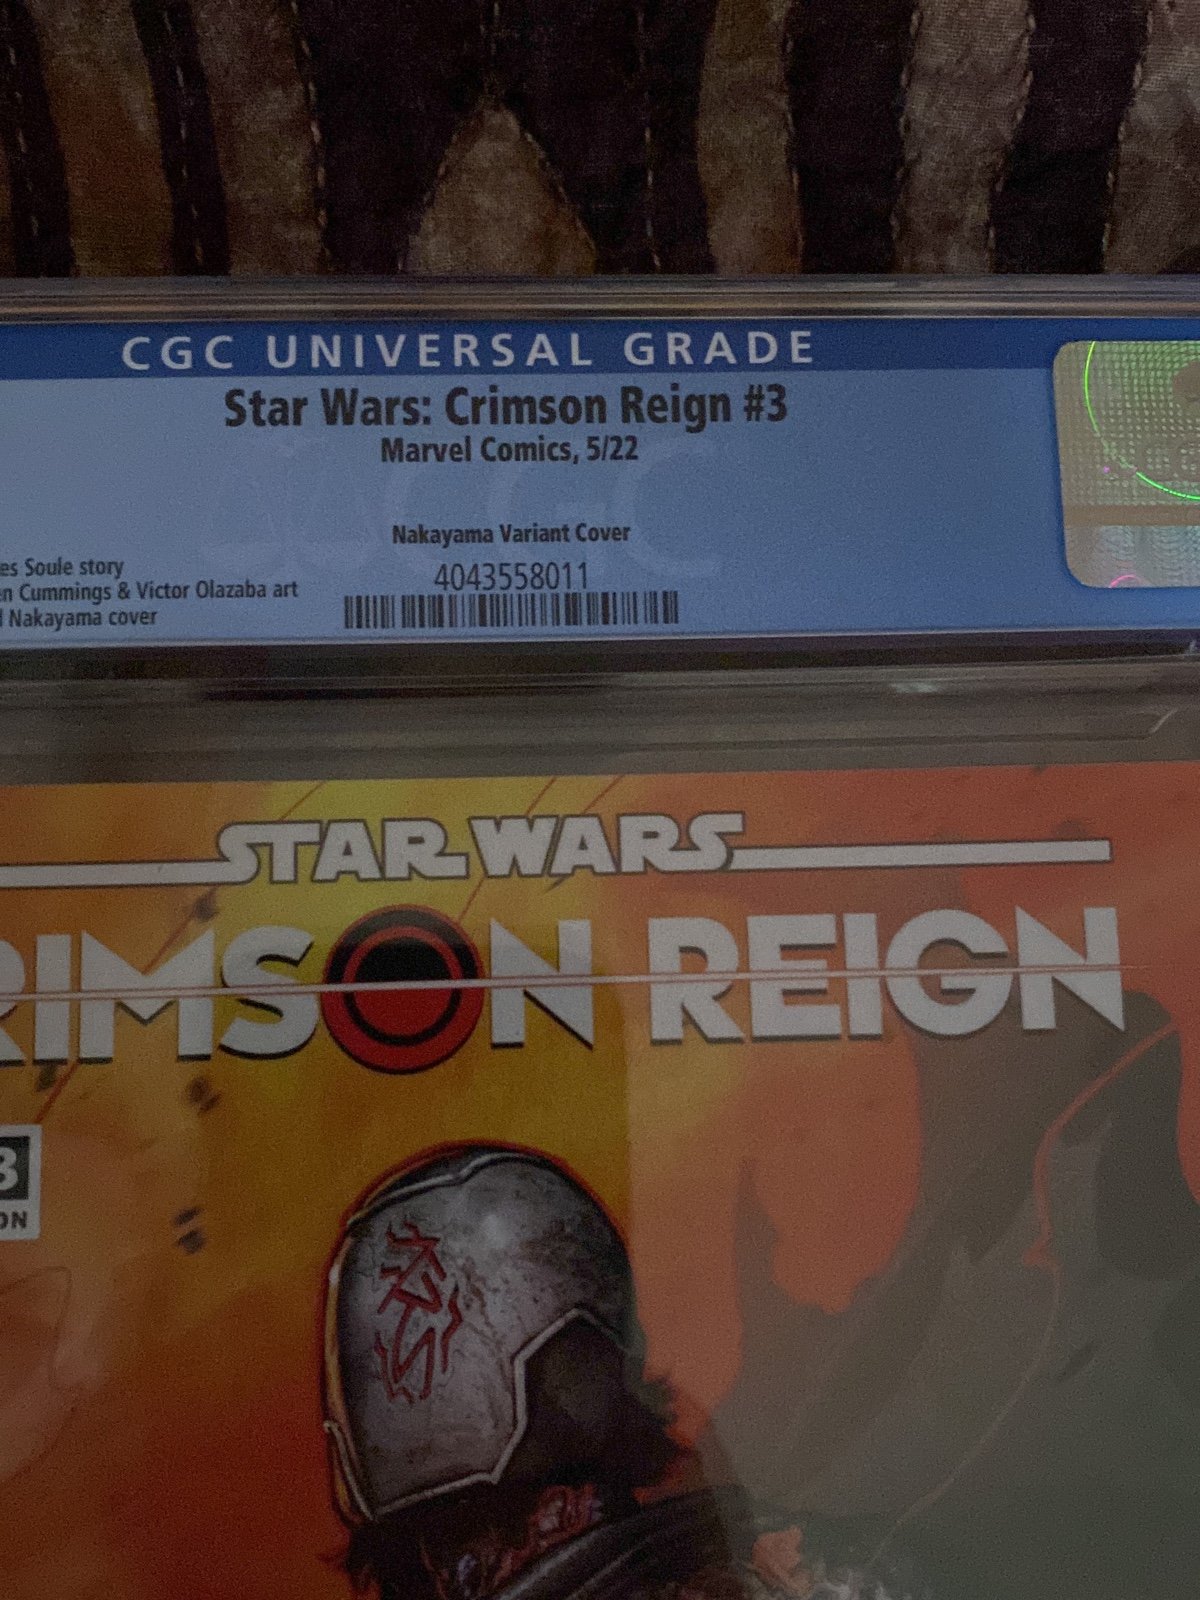 CGC UNIVERSAL GRADE
Star Wars: Crimson Reign #3
Marvel Comics, 5/22
Nakayama Variant Cover
es Soule story
n Cummings & Victor Olazaba art
Nakayama cover
4043558011
STAR WARS
RIMSON REIGN
3
ON